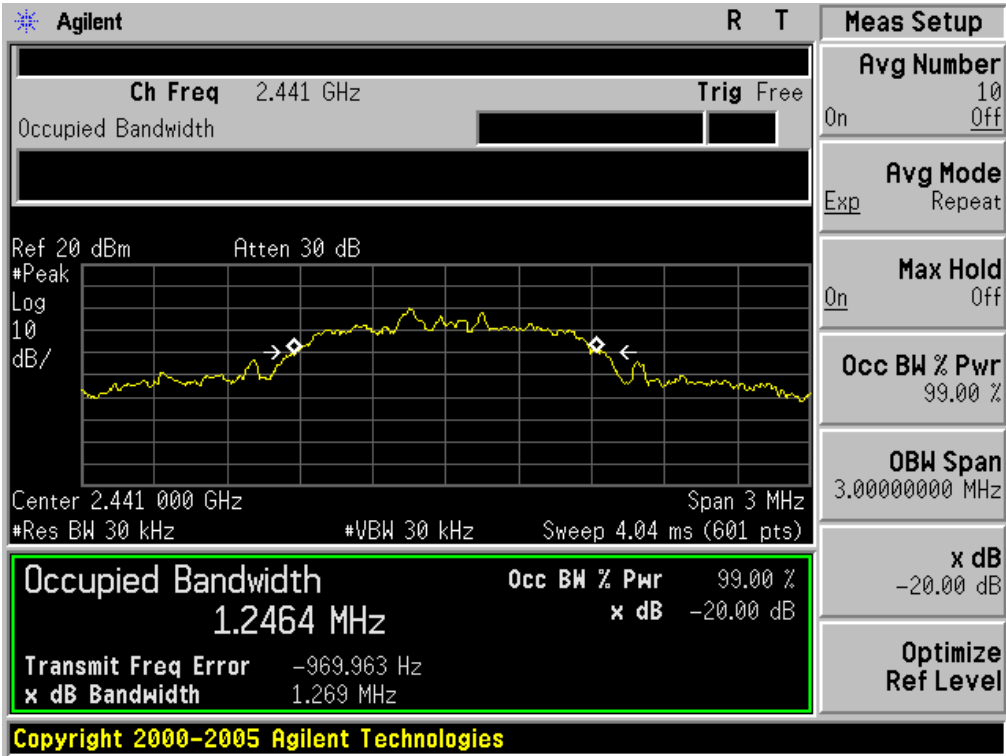 Agilent R T
Ch Freq 2.441 GHz Trig Free
Occupied Bandwidth
Ref 20 dBm Atten 30 dB
#Peak
Log
10
dB/
Center 2.441 000 GHz Span 3 MHz
#Res BW 30 kHz #VBW 30 kHz Sweep 4.04 ms (601 pts)
Occupied Bandwidth Occ BW % Pwr 99.00 %
1.2464 MHz x dB -20.00 dB
Transmit Freq Error -969.963 Hz
x dB Bandwidth 1.269 MHz
Copyright 2000-2005 Agilent Technologies
Meas Setup
Avg Number
10
On Off
Avg Mode
Exp Repeat
Max Hold
On Off
Occ BW % Pwr
99.00 %
OBW Span
3.00000000 MHz
x dB
-20.00 dB
Optimize
Ref Level